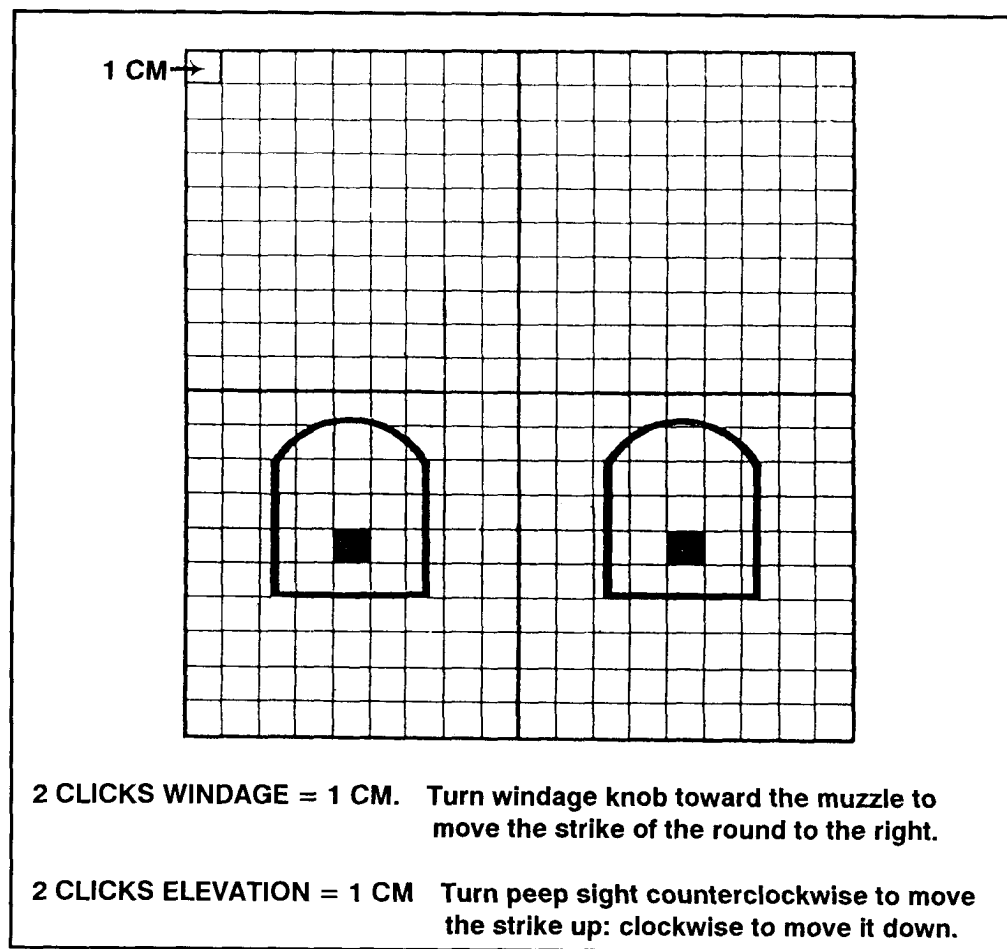 1 CM
2 CLICKS WINDAGE = 1 CM. Turn windage knob toward the muzzle to
move the strike of the round to the right.
2 CLICKS ELEVATION = 1 CM Turn peep sight counterclockwise to move
the strike up: clockwise to move it down.